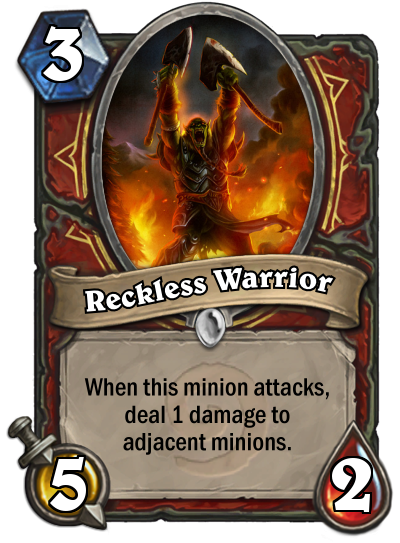 3
Reckless Warrior
When this minion attacks,
deal 1 damage to
adjacent minions.
5
2